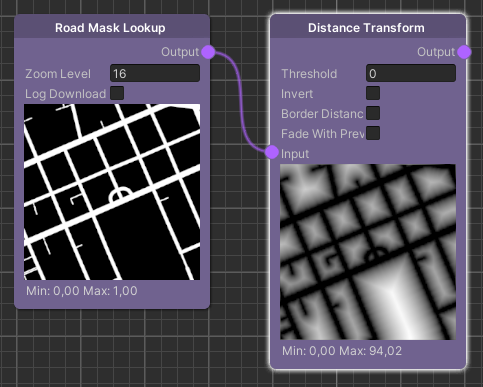 Road Mask Lookup
Output
Zoom Level 16
Log Download
Min: 0,00 Max: 1,00
Distance Transform
Output
Threshold 0
Invert
Border Distanc
Fade With Prev
Input
Min: 0,00 Max: 94,02